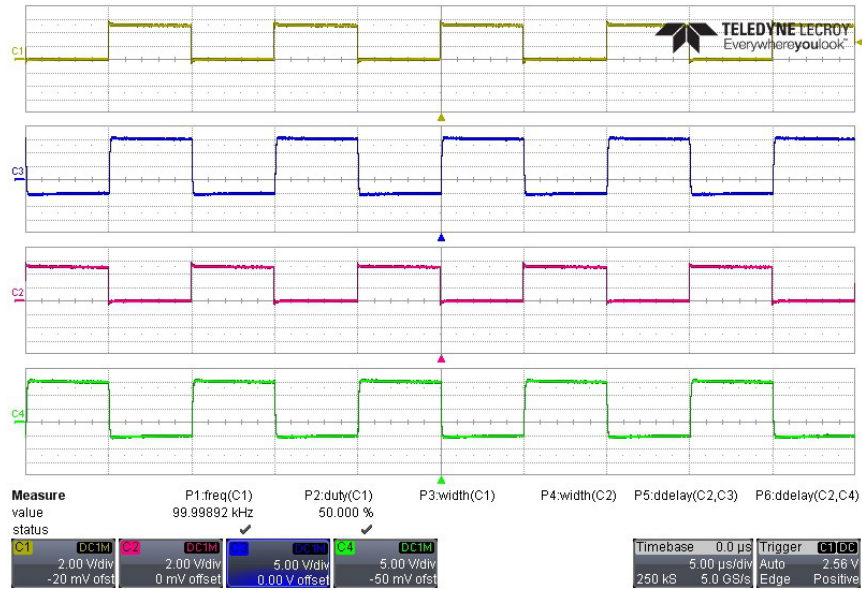 TELEDYNE LECROY
Everywhereyoulook™
C1
C3
C2
C4
Measure P1:freq(C1) P2:duty(C1) P3:width(C1) P4:width(C2) P5:ddelay(C2,C3) P6:ddelay(C2,C4)
value 99.99892 kHz 50.000 %
status
C1 DC1M
2.00 V/div
-20 mV ofst
C2 DC1M
2.00 V/div
0 mV offset
DC1M
5.00 V/div
0.00 V offset
C4 DC1M
5.00 V/div
-50 mV ofst
Timebase 0.0 µs
5.00 µs/div
250 kS 5.0 GS/s
Trigger C1 DC
Auto 2.56 V
Edge Positive